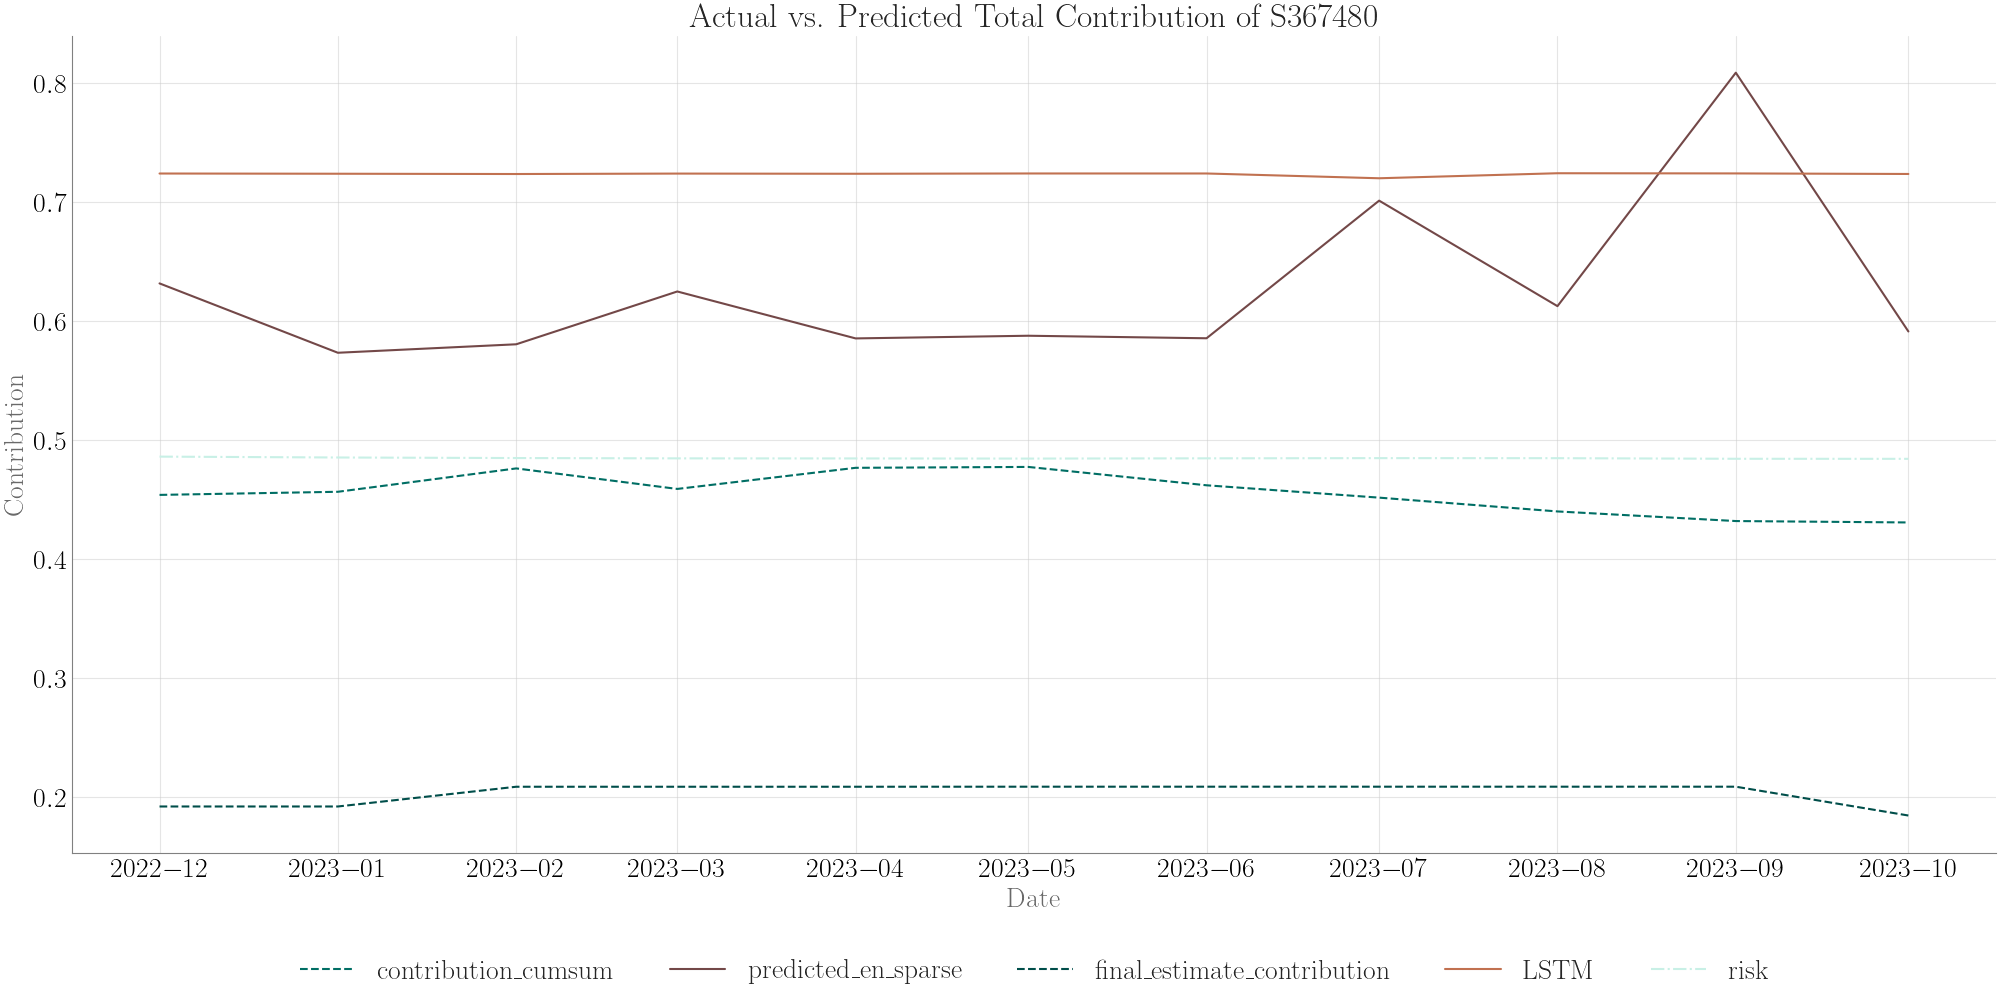 Actual vs. Predicted Total Contribution of S367480
Contribution
0.8
0.7
0.6
0.5
0.4
0.3
0.2
2022−12 2023−01 2023−02 2023−03 2023−04 2023−05 2023−06 2023−07 2023−08 2023−09 2023−10
Date
contribution_cumsum predicted_en_sparse final_estimate_contribution LSTM risk